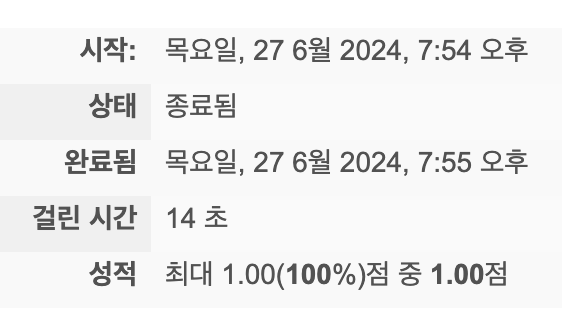 시작: 목요일, 27 6월 2024, 7:54 오후
상태 종료됨
완료됨 목요일, 27 6월 2024, 7:55 오후
걸린 시간 14 초
성적 최대 1.00(100%)점 중 1.00점